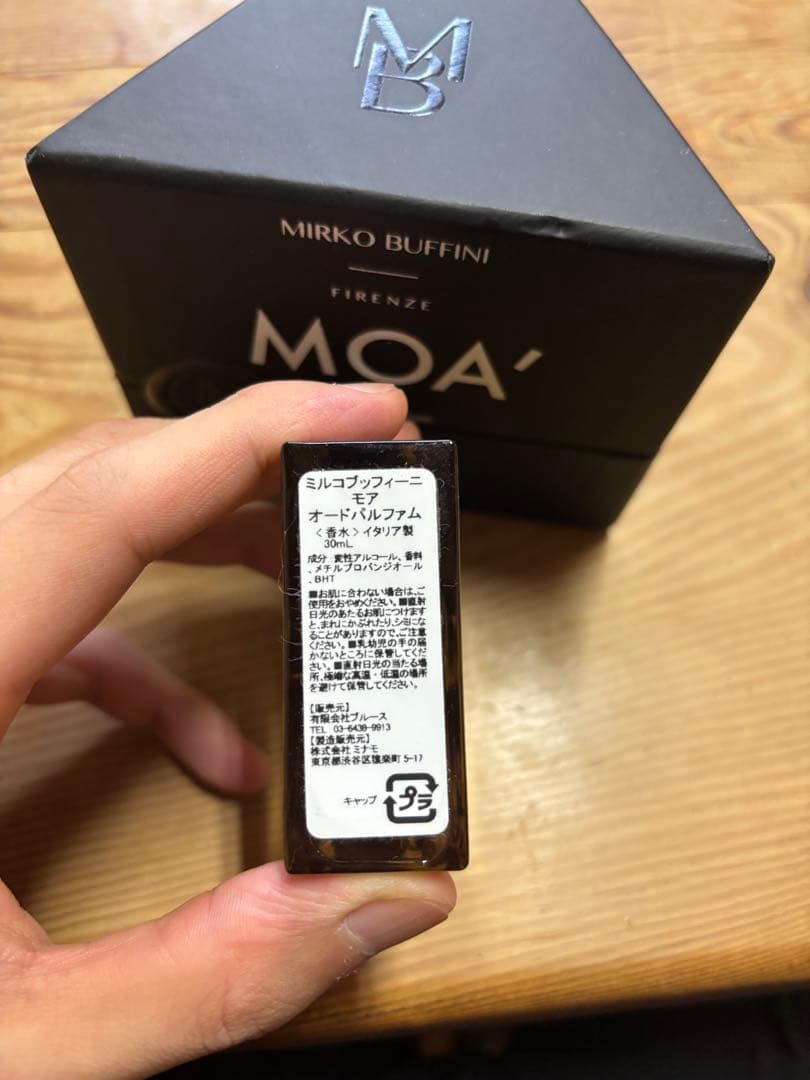 MB
MIRKO BUFFINI
FIRENZE
MOA'
ミルコブッフィーニ
モア
オードパルファム
＜香水＞イタリア製
30mL
成分 変性アルコール、香料
、メチルプロパンジオール
、BHT
■お肌に合わない場合は、ご
使用をおやめください。■直射
日光のあたるお肌につけます
と、まれにかぶれたり、シミにな
ることがありますので、ご注意
ください。■乳幼児の手の届
かないところに保管してくだ
さい。■直射日光の当たる場
所、極端な高温・低温の場所
を避けて保管してください。
【販売元】
有限会社ブルース
TEL 03-6438-9913
【製造販売元】
株式会社ミナモ
東京都渋谷区猿楽町5-17
キャップ プラ